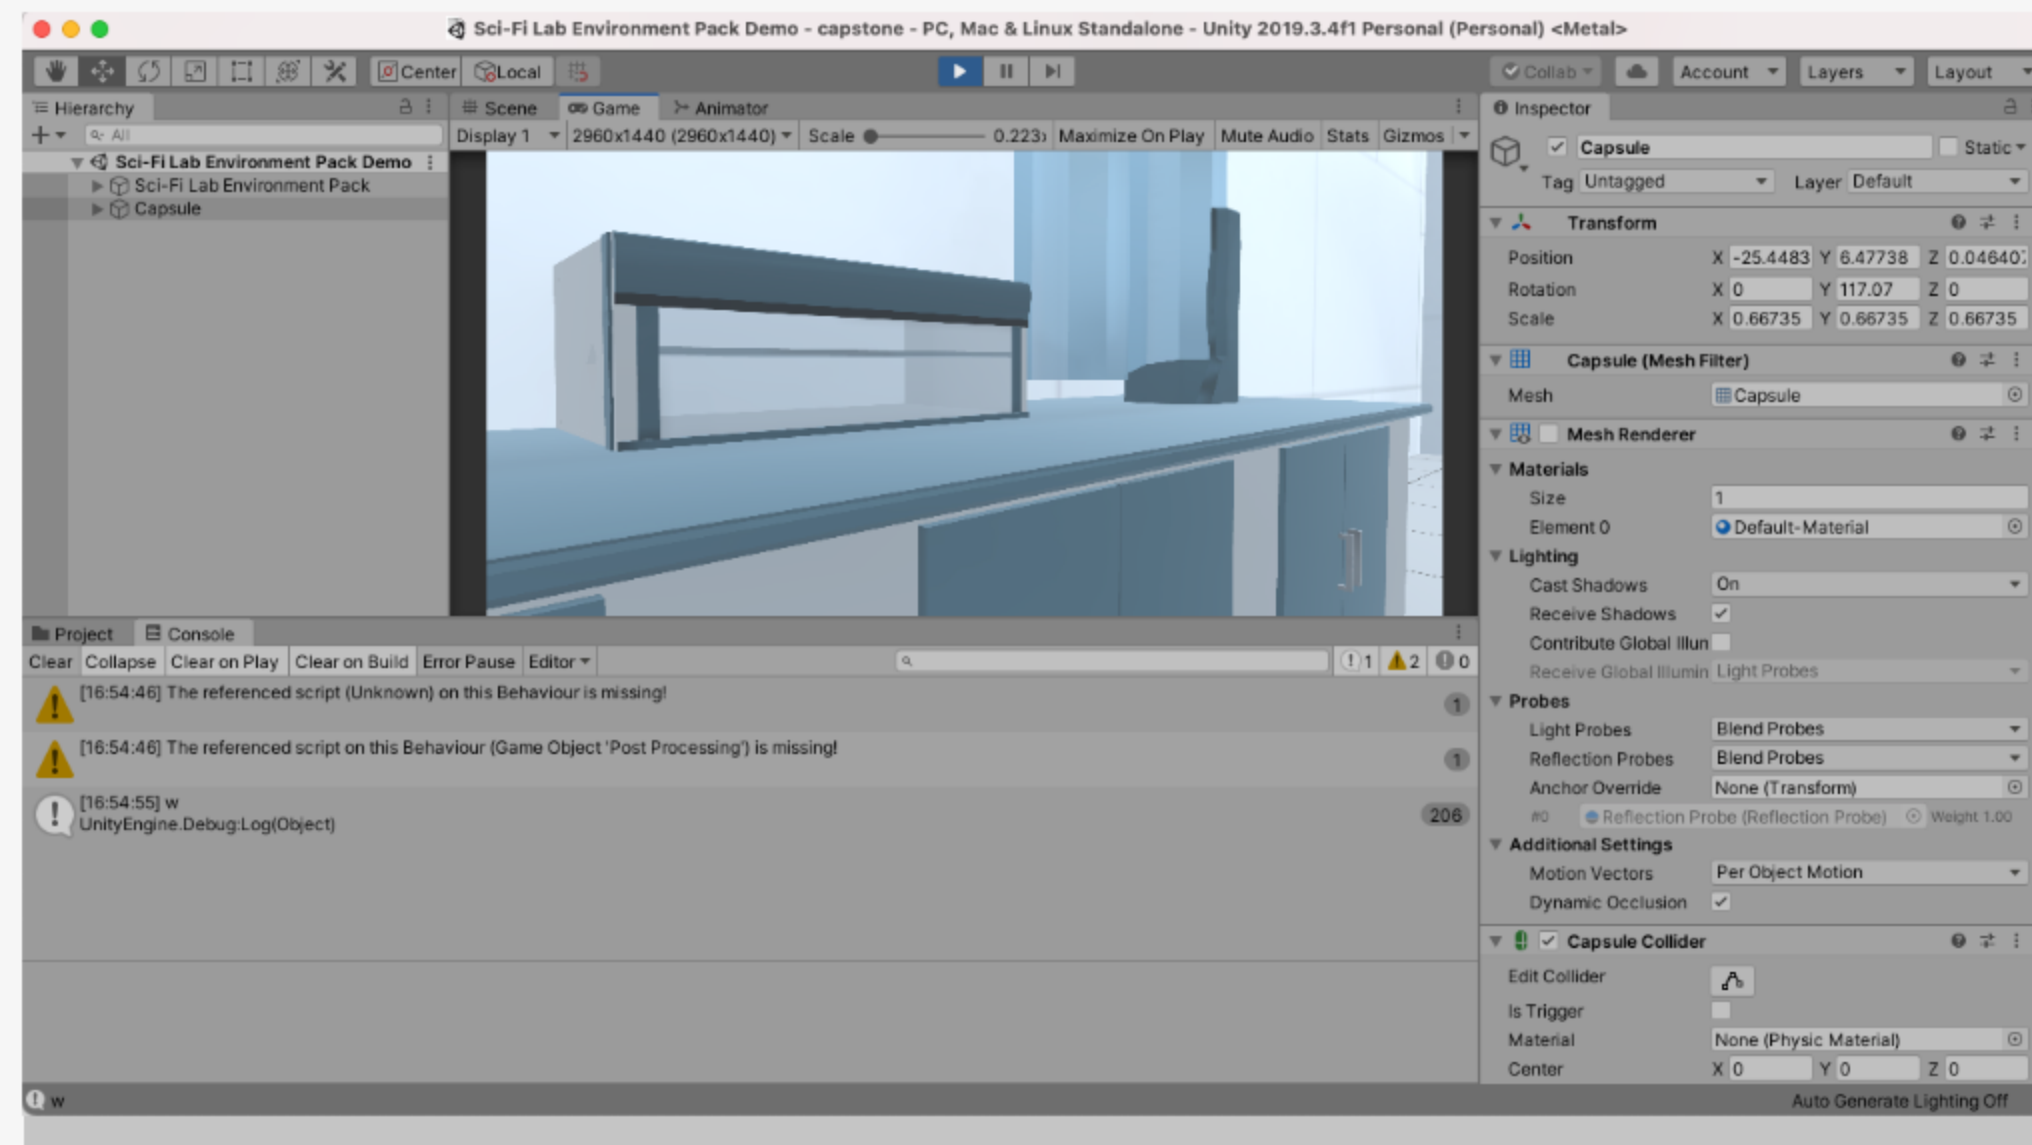 Sci-Fi Lab Environment Pack Demo - capstone - PC, Mac & Linux Standalone - Unity 2019.3.4f1 Personal (Personal) <Metal>
Center Local Collab Account Layers Layout
Hierarchy
All
Sci-Fi Lab Environment Pack Demo
Sci-Fi Lab Environment Pack
Capsule
Scene Game Animator
Display 1 2960x1440 (2960x1440) Scale 0.223x Maximize On Play Mute Audio Stats Gizmos
Project Console
Clear Collapse Clear on Play Clear on Build Error Pause Editor 1 2 0
[16:54:46] The referenced script (Unknown) on this Behaviour is missing!
1
[16:54:46] The referenced script on this Behaviour (Game Object 'Post Processing') is missing!
1
[16:54:55] w
UnityEngine.Debug:Log(Object)
206
Inspector
Capsule Static
Tag Untagged Layer Default
Transform
Position X -25.4483 Y 6.47738 Z 0.04640
Rotation X 0 Y 117.07 Z 0
Scale X 0.66735 Y 0.66735 Z 0.66735
Capsule (Mesh Filter)
Mesh Capsule
Mesh Renderer
Materials
Size 1
Element 0 Default-Material
Lighting
Cast Shadows On
Receive Shadows
Contribute Global Illun
Receive Global Illumin Light Probes
Probes
Light Probes Blend Probes
Reflection Probes Blend Probes
Anchor Override None (Transform)
#0 Reflection Probe (Reflection Probe) Weight 1.00
Additional Settings
Motion Vectors Per Object Motion
Dynamic Occlusion
Capsule Collider
Edit Collider
Is Trigger
Material None (Physic Material)
Center X 0 Y 0 Z 0
w
Auto Generate Lighting Off